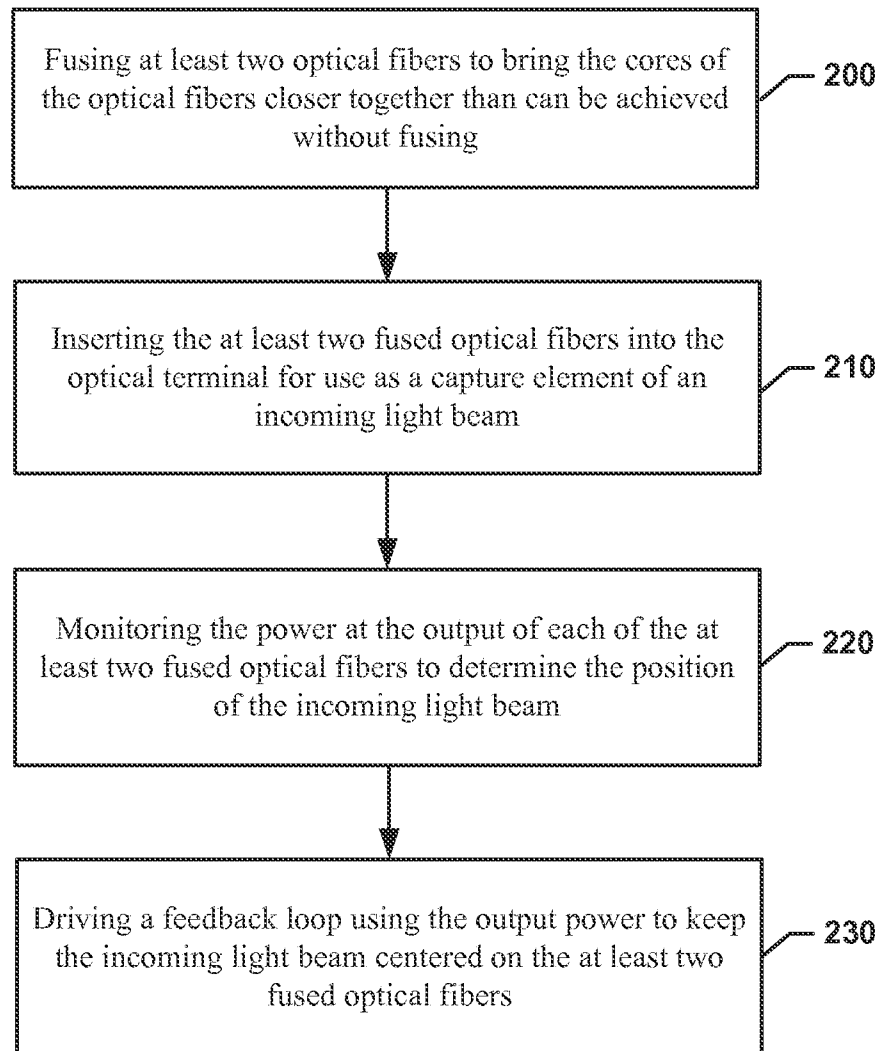 Fusing at least two optical fibers to bring the cores of
the optical fibers closer together than can be achieved
without fusing
200
Inserting the at least two fused optical fibers into the
optical terminal for use as a capture element of an
incoming light beam
210
Monitoring the power at the output of each of the at
least two fused optical fibers to determine the position
of the incoming light beam
220
Driving a feedback loop using the output power to keep
the incoming light beam centered on the at least two
fused optical fibers
230